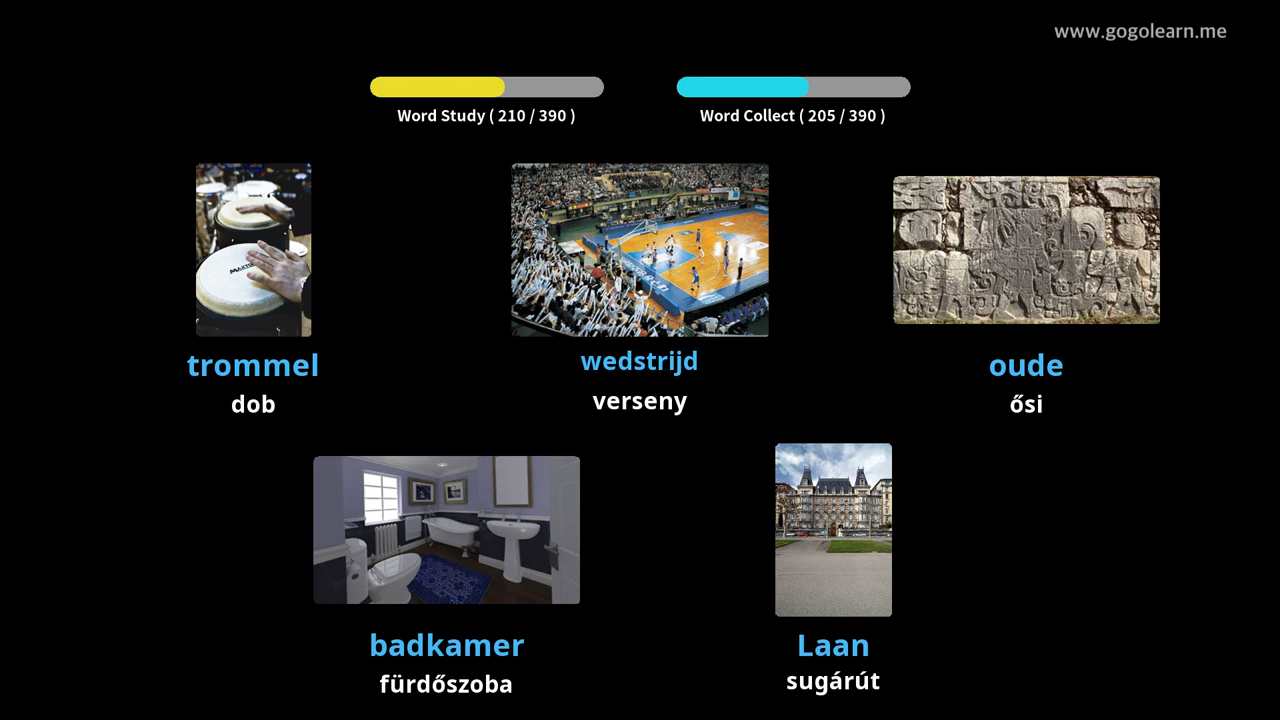 www.gogolearn.me
Word Study ( 210 / 390 )
Word Collect ( 205 / 390 )
trommel
dob
wedstrijd
verseny
oude
ősi
badkamer
fürdőszoba
Laan
sugárút